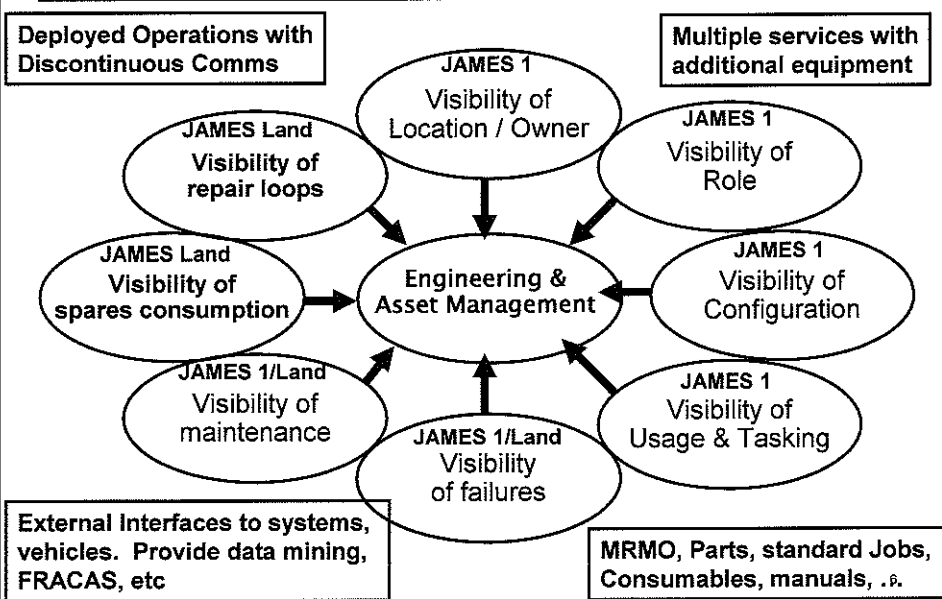 Deployed Operations with
Discontinuous Comms
Multiple services with
additional equipment
JAMES 1
Visibility of
Location / Owner
JAMES Land
Visibility of
repair loops
JAMES 1
Visibility of
Role
JAMES Land
Visibility of
spares consumption
Engineering &
Asset Management
JAMES 1
Visibility of
Configuration
JAMES 1/Land
Visibility of
maintenance
JAMES 1/Land
Visibility
of failures
JAMES 1
Visibility of
Usage & Tasking
External Interfaces to systems,
vehicles. Provide data mining,
FRACAS, etc
MRMO, Parts, standard Jobs,
Consumables, manuals,